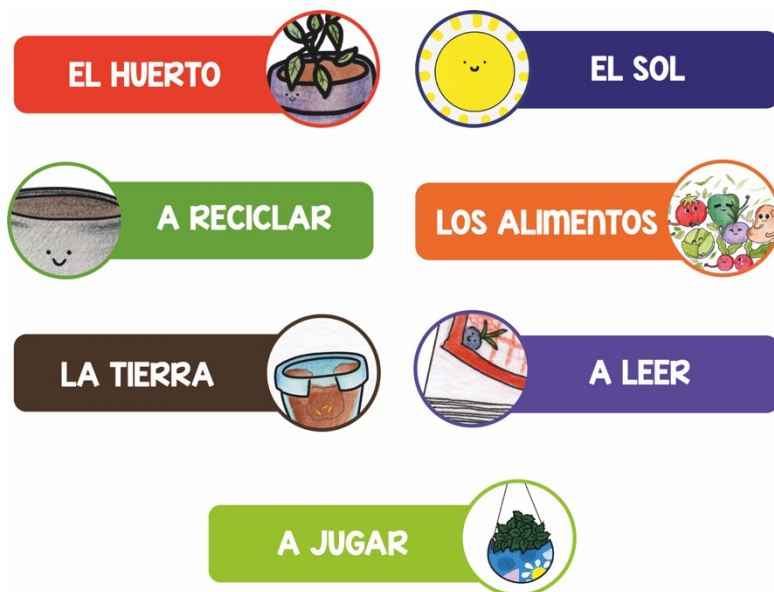 EL HUERTO
EL SOL
A RECICLAR
LOS ALIMENTOS
LA TIERRA
A LEER
A JUGAR